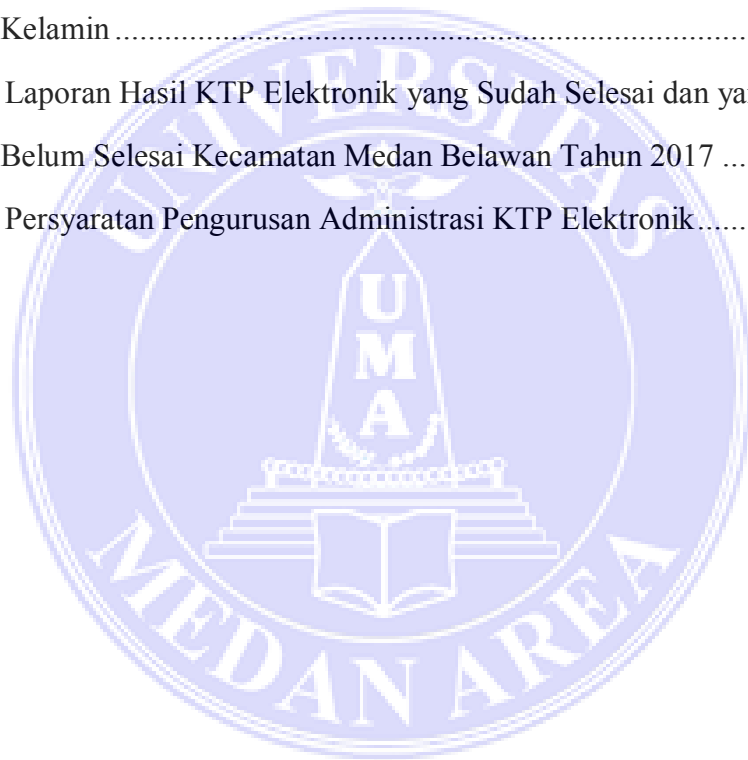 Kelamin ............................................................................
Laporan Hasil KTP Elektronik yang Sudah Selesai dan ya
Belum Selesai Kecamatan Medan Belawan Tahun 2017 ...
Persyaratan Pengurusan Administrasi KTP Elektronik......
UNIVERSITAS
UMA
MEDAN AREA